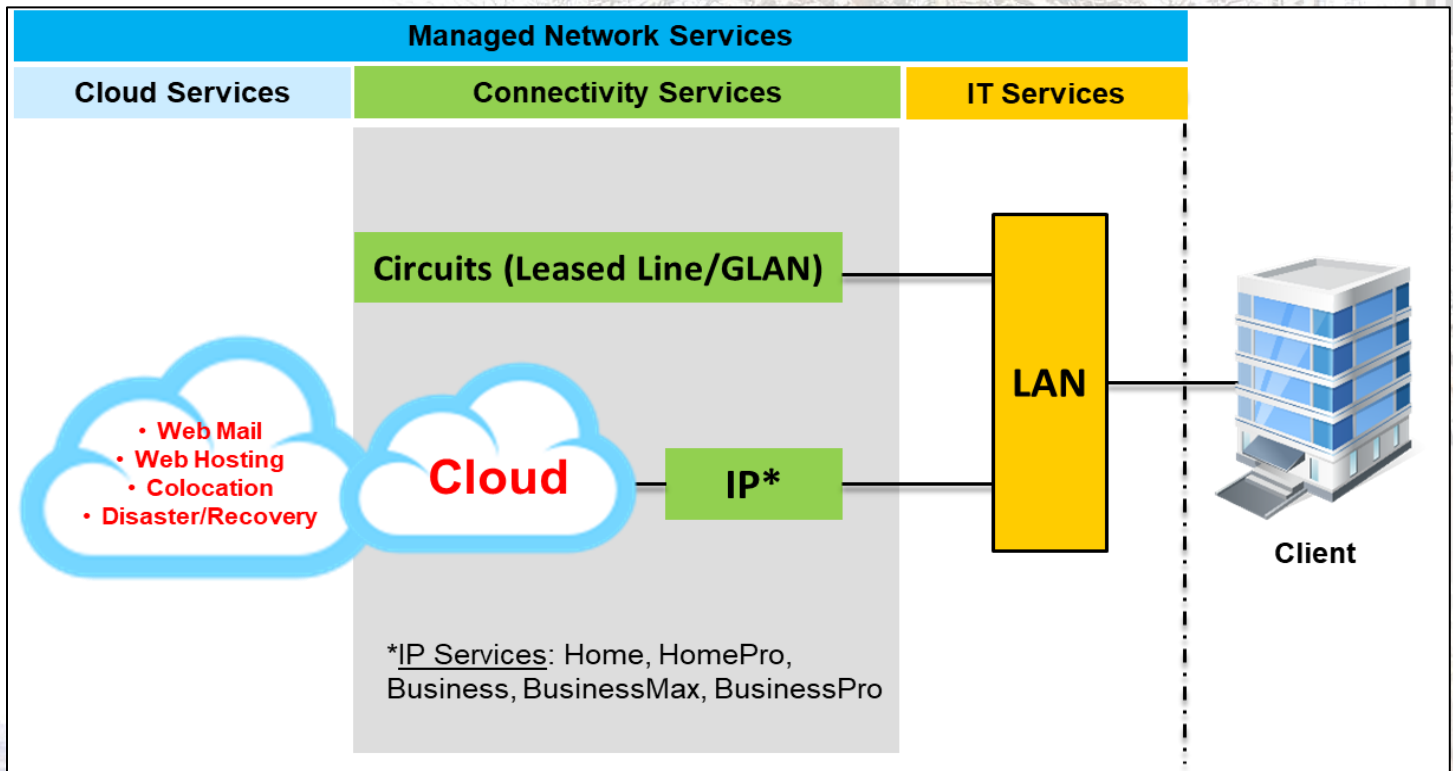 Managed Network Services
Cloud Services
Connectivity Services
IT Services
Circuits (Leased Line/GLAN)
LAN
• Web Mail
• Web Hosting
• Colocation
• Disaster/Recovery
Cloud
IP*
Client
*IP Services: Home, HomePro,
Business, BusinessMax, BusinessPro